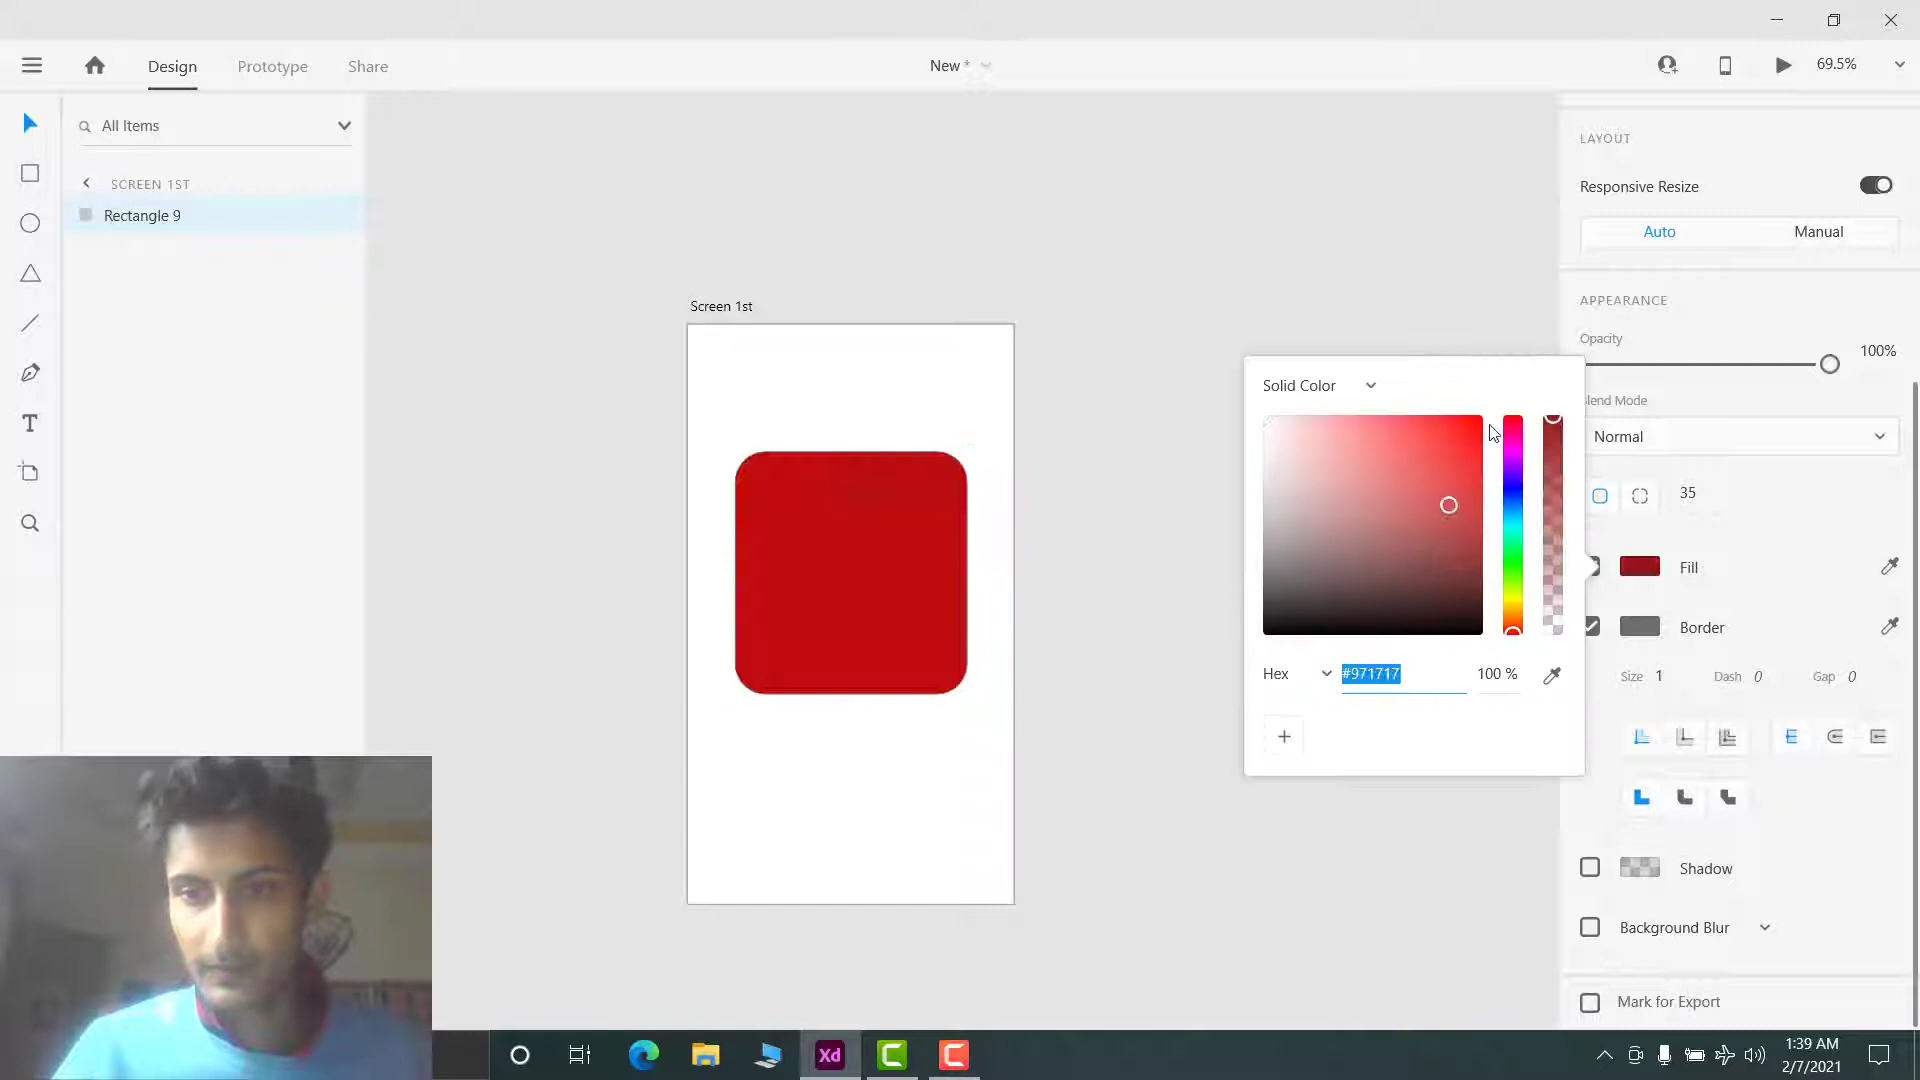 Design
Prototype
Share
New *
69.5%
All Items
SCREEN 1ST
Rectangle 9
Screen 1st
LAYOUT
Responsive Resize
Auto
Manual
APPEARANCE
Opacity
100%
Blend Mode
Normal
35
Fill
Border
Size 1
Dash 0
Gap 0
Shadow
Background Blur
Mark for Export
Solid Color
Hex
#971717
100 %
+
T
Xd
1:39 AM
2/7/2021